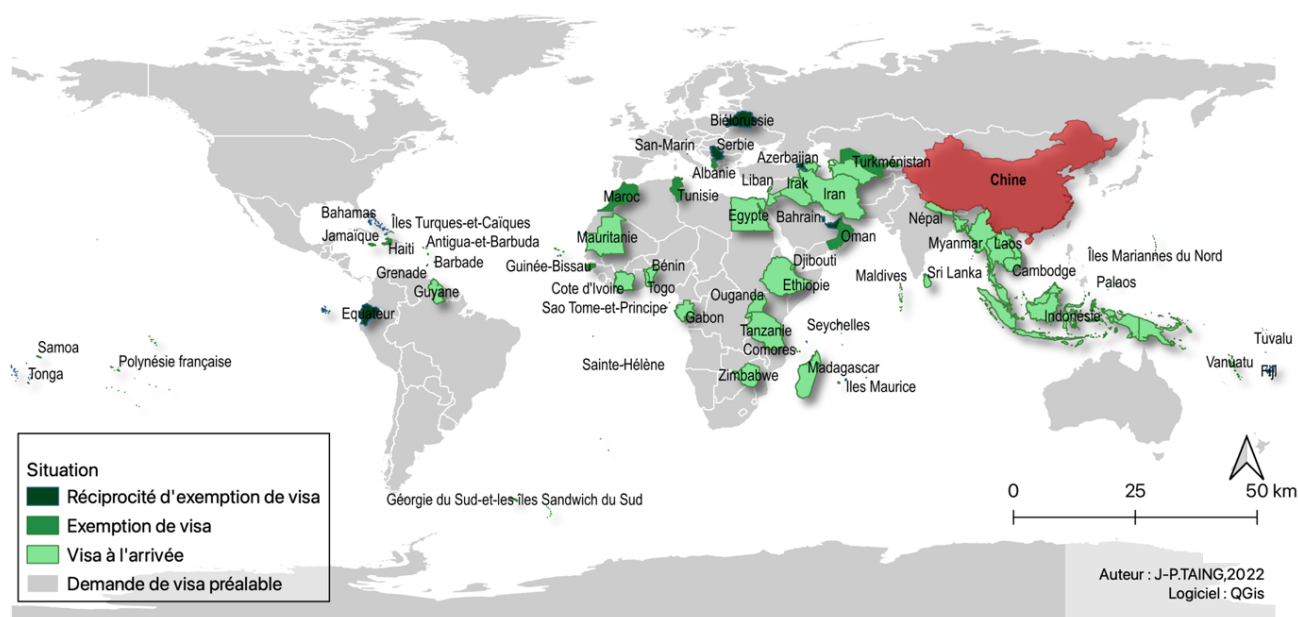 Biélorussie
San-Marin
Serbie
Azerbaijan
Turkménistan
Albanie
Liban
Irak
Iran
Chine
Maroc
Tunisie
Bahamas
Îles Turques-et-Caïques
Egypte
Bahrain
Népal
Jamaïque
Haïti
Antigua-et-Barbuda
Mauritanie
Oman
Myanmar
Laos
Îles Mariannes du Nord
Barbade
Guinée-Bissau
Bénin
Djibouti
Grenade
Cote d'Ivoire
Togo
Ethiopie
Maldives
Sri Lanka
Cambodge
Palaos
Guyane
Sao Tome-et-Principe
Ouganda
Equateur
Gabon
Indonésie
Tanzanie
Seychelles
Samoa
Polynésie française
Comores
Tuvalu
Tonga
Sainte-Hélène
Zimbabwe
Madagascar
Vanuatu
Fiji
Îles Maurice
Situation
Réciprocité d'exemption de visa
Exemption de visa
Visa à l'arrivée
Demande de visa préalable
Géorgie du Sud-et-les-îles Sandwich du Sud
0 25 50 km
Auteur : J-P.TAING,2022
Logiciel : QGis